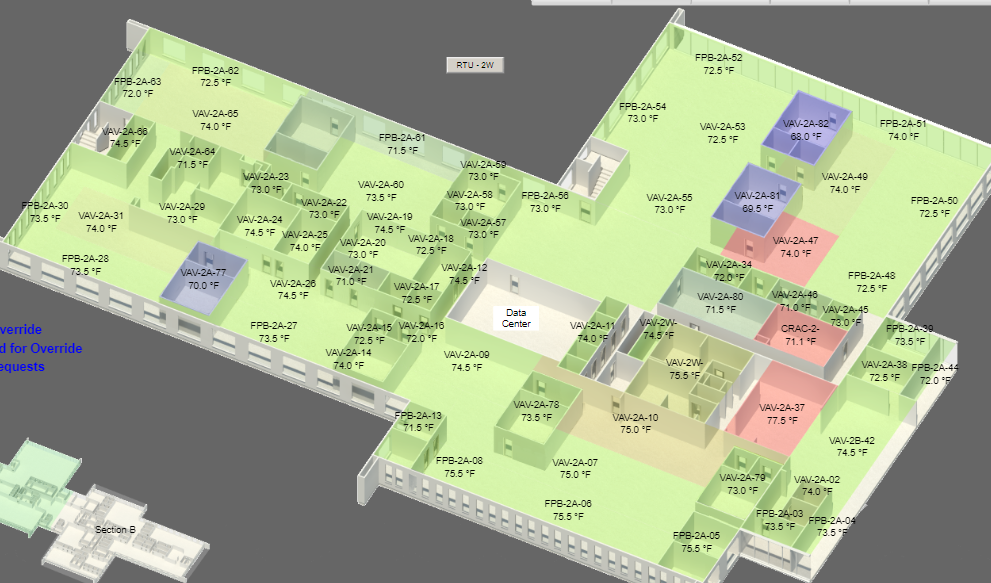 RTU - 2W
FPB-2A-52
72.5 °F
FPB-2A-62
72.5 °F
FPB-2A-63
72.0 °F
FPB-2A-54
73.0 °F
VAV-2A-65
74.0 °F
VAV-2A-66
74.5 °F
FPB-2A-61
71.5 °F
VAV-2A-53
72.5 °F
VAV-2A-82
68.0 °F
FPB-2A-51
74.0 °F
VAV-2A-64
71.5 °F
VAV-2A-59
73.0 °F
VAV-2A-23
73.0 °F
VAV-2A-60
73.5 °F
VAV-2A-49
74.0 °F
VAV-2A-58
73.0 °F
FPB-2A-56
73.0 °F
VAV-2A-55
73.0 °F
VAV-2A-81
69.5 °F
FPB-2A-50
72.5 °F
FPB-2A-30
73.5 °F
VAV-2A-31
74.0 °F
VAV-2A-29
73.0 °F
VAV-2A-22
73.0 °F
VAV-2A-24
74.5 °F
VAV-2A-19
74.5 °F
VAV-2A-57
73.0 °F
VAV-2A-25
74.0 °F
VAV-2A-20
73.0 °F
VAV-2A-18
72.5 °F
VAV-2A-47
74.0 °F
FPB-2A-28
73.5 °F
VAV-2A-77
70.0 °F
VAV-2A-21
71.0 °F
VAV-2A-12
74.5 °F
VAV-2A-34
72.0 °F
FPB-2A-48
72.5 °F
VAV-2A-26
74.5 °F
VAV-2A-17
72.5 °F
VAV-2A-80
71.5 °F
VAV-2A-46
71.0 °F
VAV-2A-45
73.0 °F
Data
Center
verride
d for Override
equests
FPB-2A-27
73.5 °F
VAV-2A-15
72.5 °F
VAV-2A-16
72.0 °F
VAV-2A-11
74.0 °F
VAV-2W-
74.5 °F
CRAC-2-
71.1 °F
FPB-2A-39
73.5 °F
VAV-2A-14
74.0 °F
VAV-2A-09
74.5 °F
VAV-2W-
75.5 °F
VAV-2A-38
72.5 °F
FPB-2A-44
72.0 °F
FPB-2A-13
71.5 °F
VAV-2A-78
73.5 °F
VAV-2A-10
75.0 °F
VAV-2A-37
77.5 °F
VAV-2B-42
74.5 °F
FPB-2A-08
75.5 °F
VAV-2A-07
75.0 °F
VAV-2A-79
73.0 °F
VAV-2A-02
74.0 °F
FPB-2A-06
75.5 °F
FPB-2A-03
73.5 °F
FPB-2A-04
73.5 °F
FPB-2A-05
75.5 °F
Section B